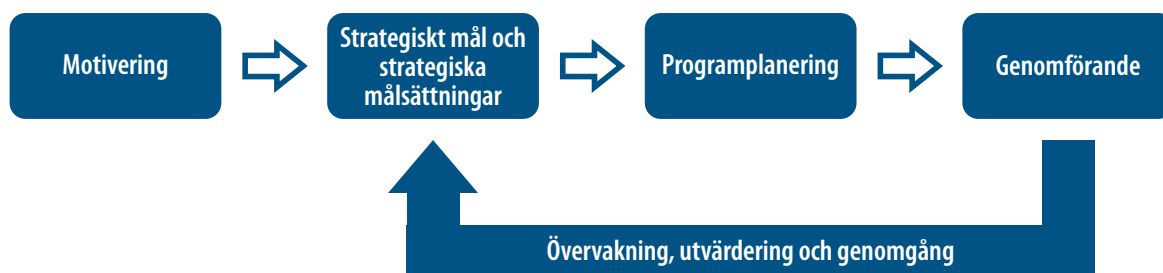 Motivering
Strategiskt mål och
strategiska
målsättningar
Programplanering
Genomförande
Övervakning, utvärdering och genomgång